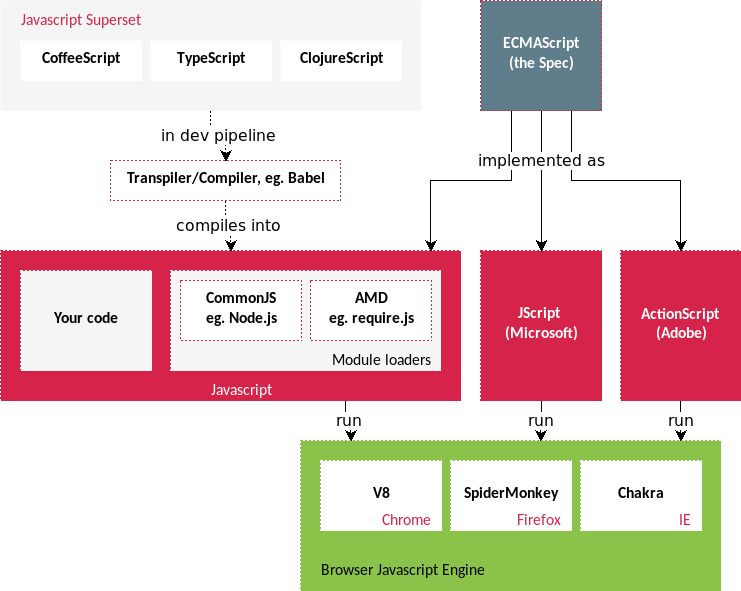 Javascript Superset
CoffeeScript
TypeScript
ClojureScript
in dev pipeline
Transpiler/Compiler, eg. Babel
compiles into
ECMAScript
(the Spec)
implemented as
Your code
CommonJS
eg. Node.js
AMD
eg. require.js
Module loaders
Javascript
JScript
(Microsoft)
ActionScript
(Adobe)
run
run
run
V8
Chrome
SpiderMonkey
Firefox
Chakra
IE
Browser Javascript Engine